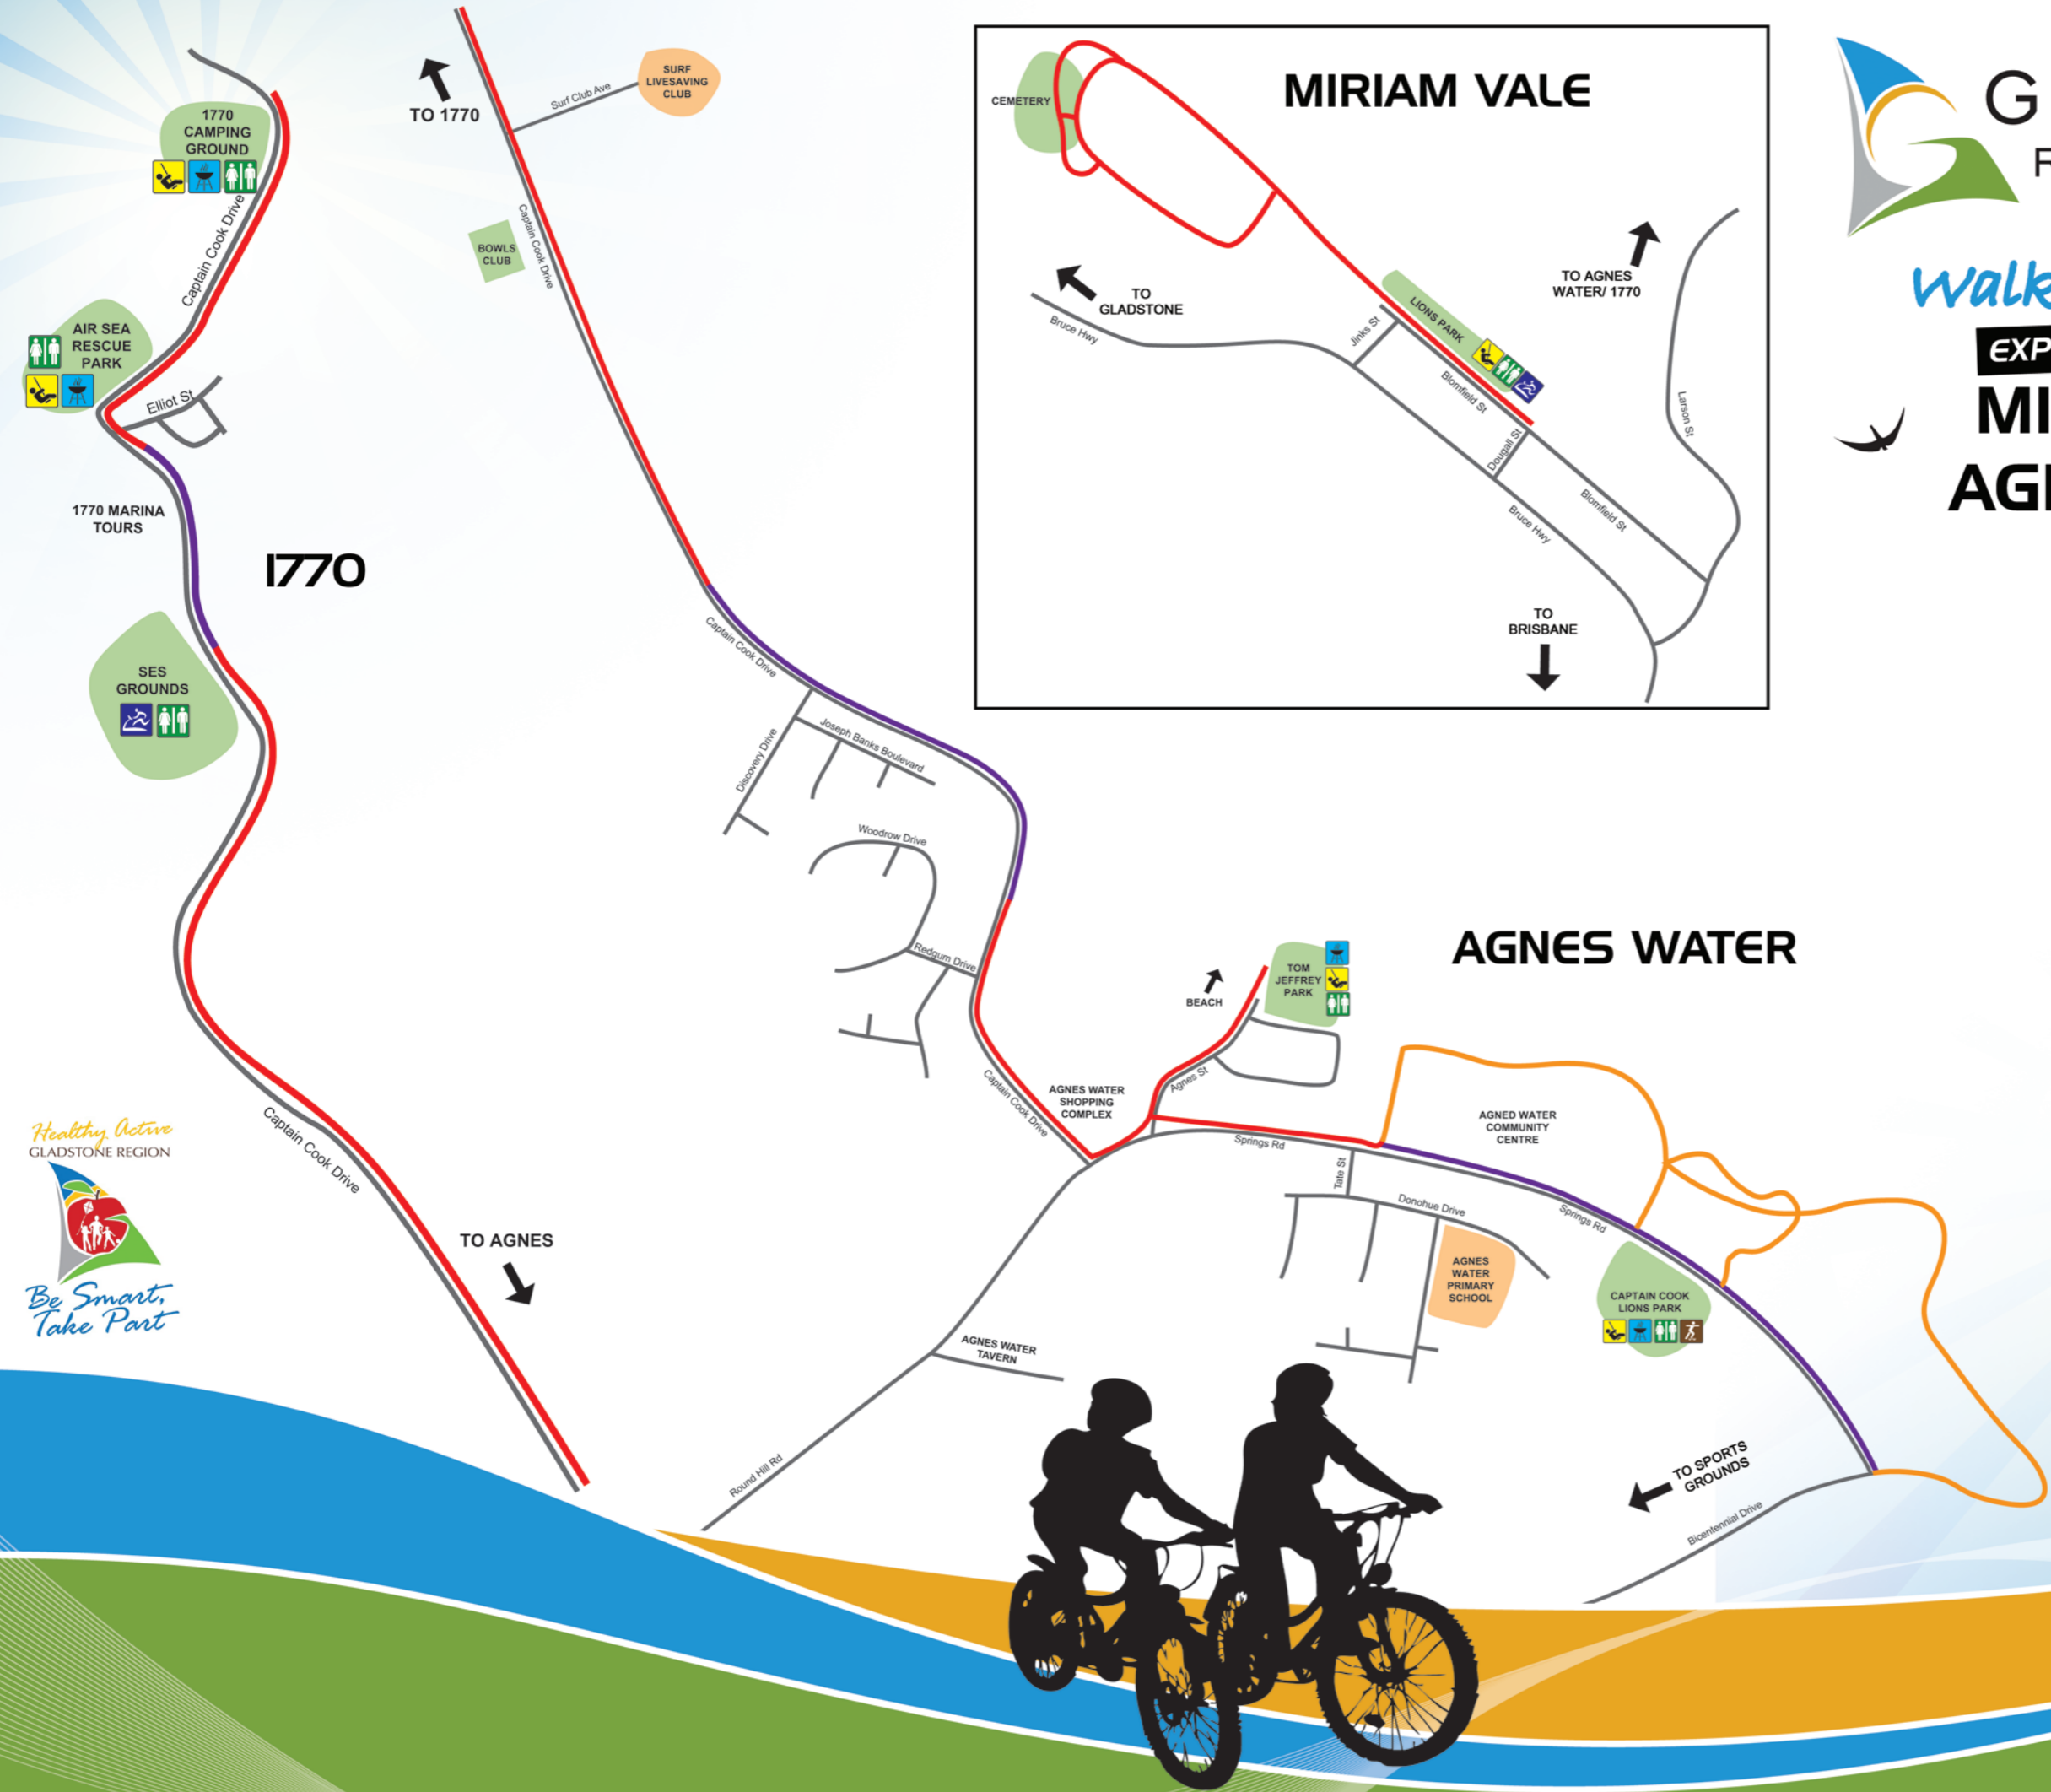 1770
CAMPING
GROUND
Captain Cook Drive
AIR SEA
RESCUE
PARK
Elliot St
1770 MARINA
TOURS
1770
SES
GROUNDS
Captain Cook Drive
TO AGNES
Healthy Active
GLADSTONE REGION
Be Smart,
Take Part
TO 1770
Surf Club Ave
SURF
LIVESAVING
CLUB
BOWLS
CLUB
Captain Cook Drive
Captain Cook Drive
Discovery Drive
Joseph Banks Boulevard
Woodrow Drive
Redgum Drive
Captain Cook Drive
MIRIAM VALE
CEMETERY
TO
GLADSTONE
Bruce Hwy
Jinks St
LIONS PARK
Blomfield St
Dougall St
Bruce Hwy
Blomfield St
TO AGNES
WATER/ 1770
Larson St
TO
BRISBANE
AGNES WATER
BEACH
TOM
JEFFREY
PARK
AGNES WATER
SHOPPING
COMPLEX
Agnes St
Springs Rd
AGNED WATER
COMMUNITY
CENTRE
Tate St
Donohue Drive
Springs Rd
AGNES
WATER
PRIMARY
SCHOOL
CAPTAIN COOK
LIONS PARK
AGNES WATER
TAVERN
Round Hill Rd
TO SPORTS
GROUNDS
Bicentennial Drive
G
R
Walk
EXP
MI